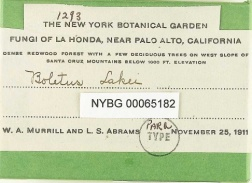 1293
THE NEW YORK BOTANICAL GARDEN
FUNGI OF LA HONDA, NEAR PALO ALTO, CALIFORNIA
DENSE REDWOOD FOREST WITH A FEW DECIDUOUS TREES ON WEST SLOPE OF
SANTA CRUZ MOUNTAINS BELOW 1000 FT. ELEVATION
Boletus Lakei
NYBG 00065182
PARA
TYPE
W. A. MURRILL and L. S. ABRAMS NOVEMBER 25, 1911